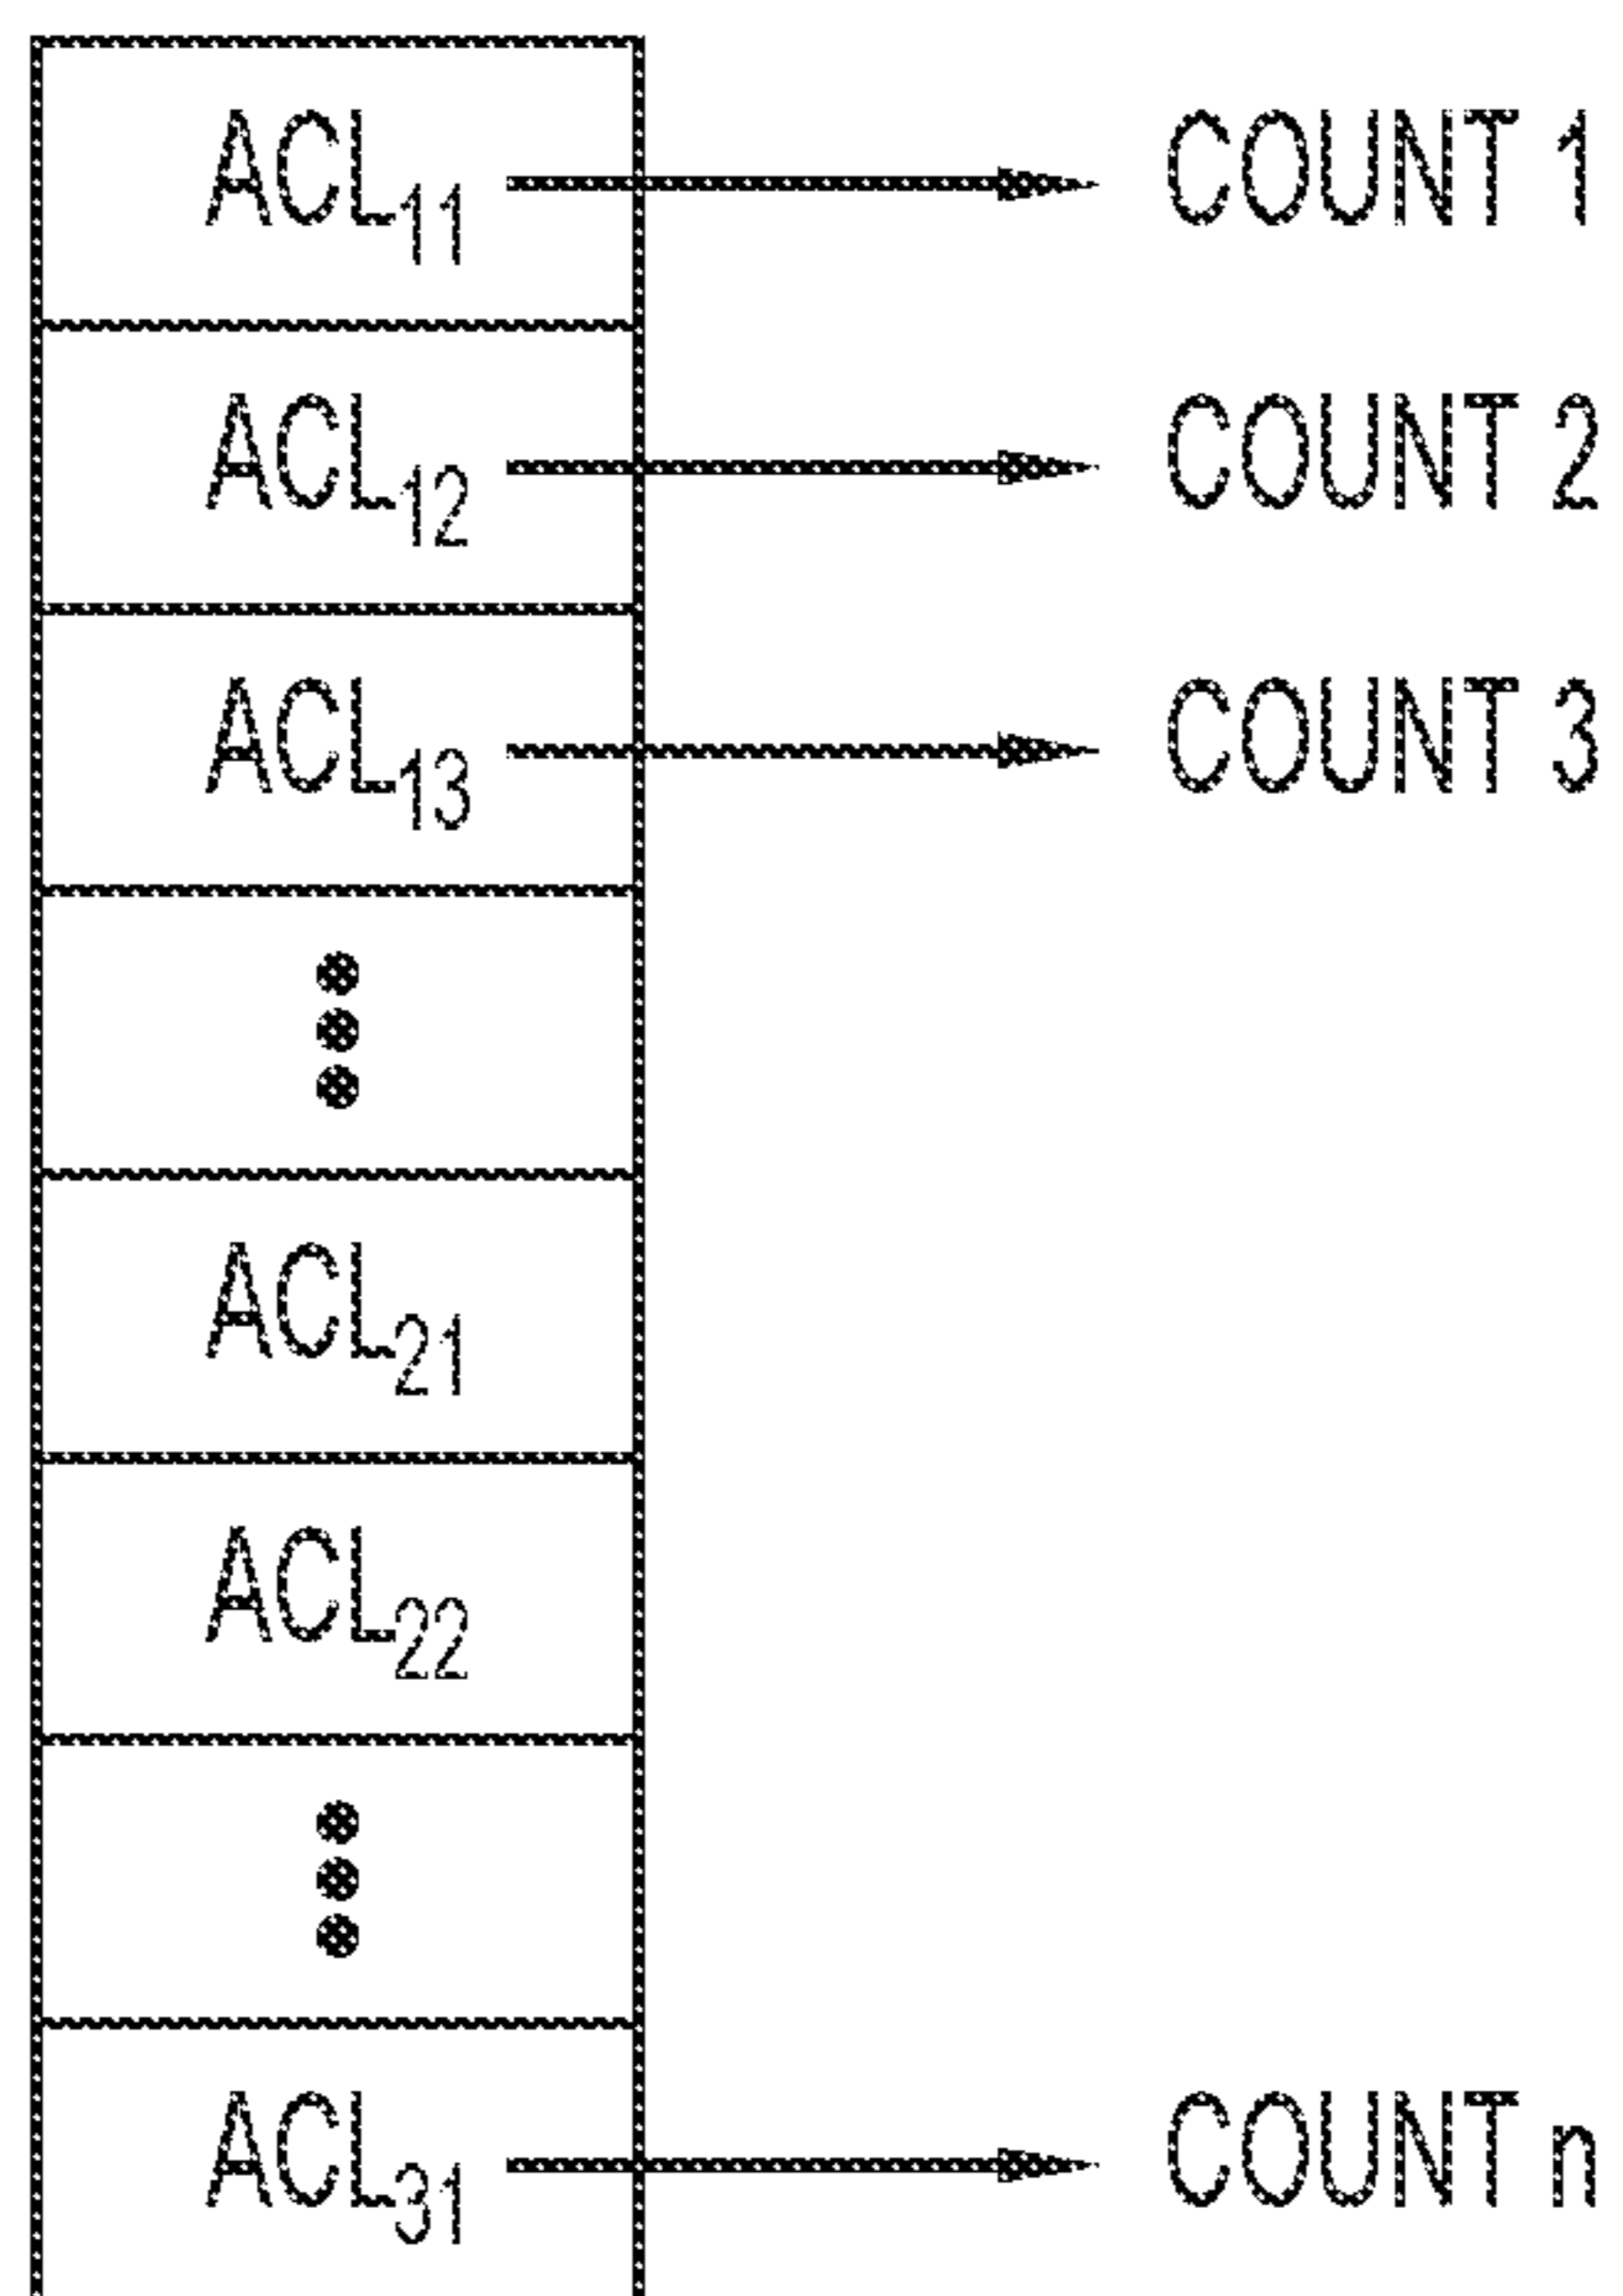 ACL₁₁ COUNT 1
ACL₁₂ COUNT 2
ACL₁₃ COUNT 3
ACL₂₁
ACL₂₂
ACL₃₁ COUNT n